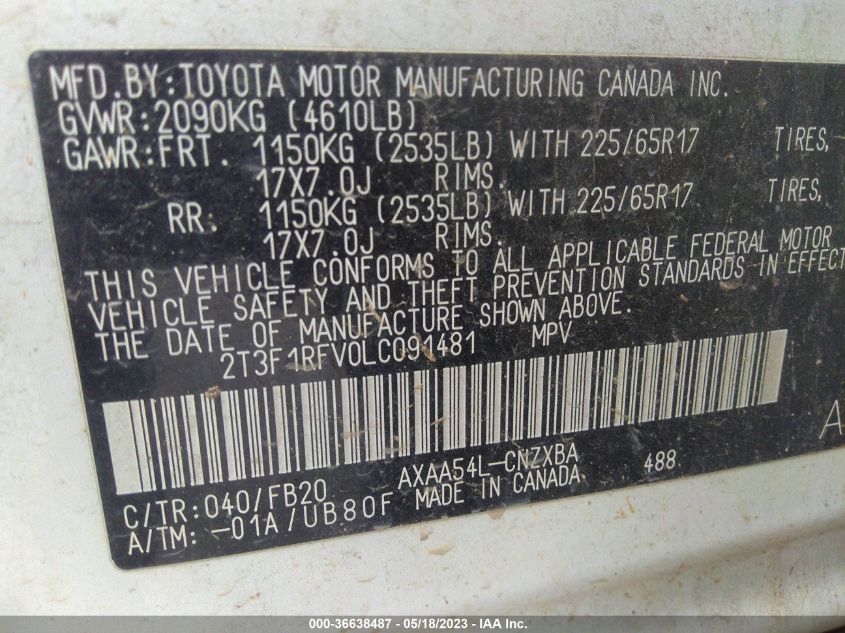 MFD.BY:TOYOTA MOTOR MANUFACTURING CANADA INC.
GVWR:2090KG (4610LB)
GAWR:FRT. 1150KG (2535LB) WITH 225/65R17 TIRES,
17X7.0J RIMS.
RR. 1150KG (2535LB) WITH 225/65R17 TIRES,
17X7.0J RIMS.
THIS VEHICLE CONFORMS TO ALL APPLICABLE FEDERAL MOTOR
VEHICLE SAFETY AND THEFT PREVENTION STANDARDS IN EFFECT
THE DATE OF MANUFACTURE SHOWN ABOVE.
2T3F1RFV0LC091481 MPV
A
C/TR:040/FB20 AXAA54L-CNZXBA 488
A/TM:-01A/UB80F MADE IN CANADA
000-36638487 - 05/18/2023 - IAA Inc.